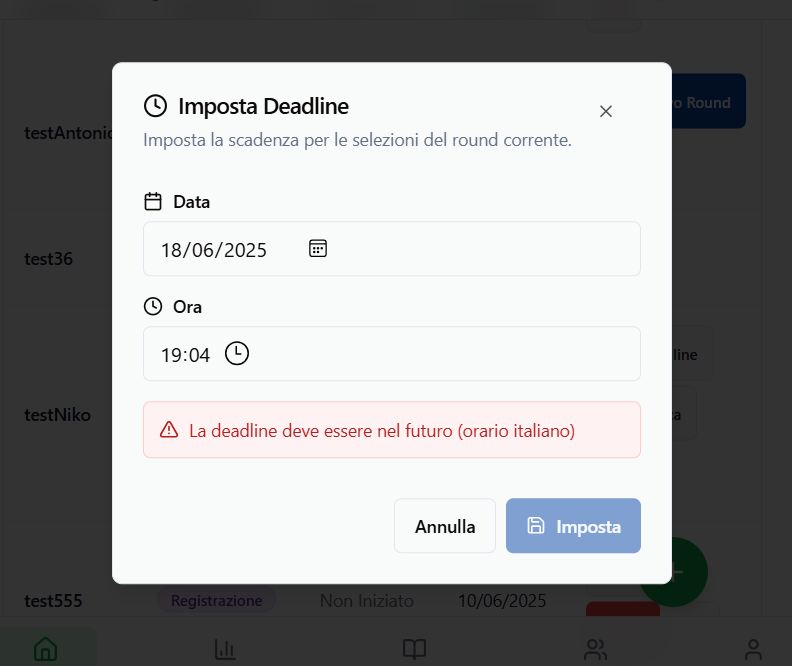 Imposta Deadline
Imposta la scadenza per le selezioni del round corrente.
o Round
testAntonio
Data
18/06/2025
test36
Ora
19:04
line
testNiko
La deadline deve essere nel futuro (orario italiano)
Annulla
Imposta
test555
Registrazione
Non Iniziato
10/06/2025